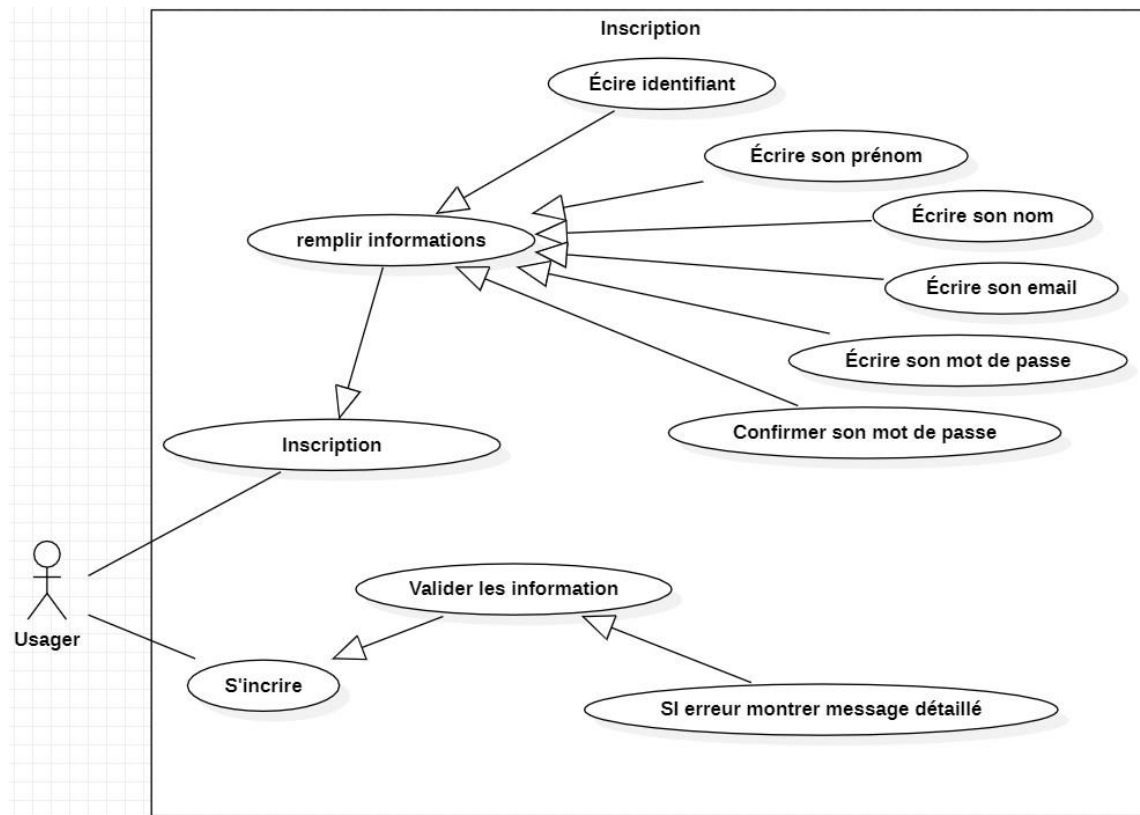 Inscription
Écire identifiant
Écrire son prénom
Écrire son nom
remplir informations
Écrire son email
Écrire son mot de passe
Confirmer son mot de passe
Inscription
Valider les information
Usager
S'incrire
SI erreur montrer message détaillé